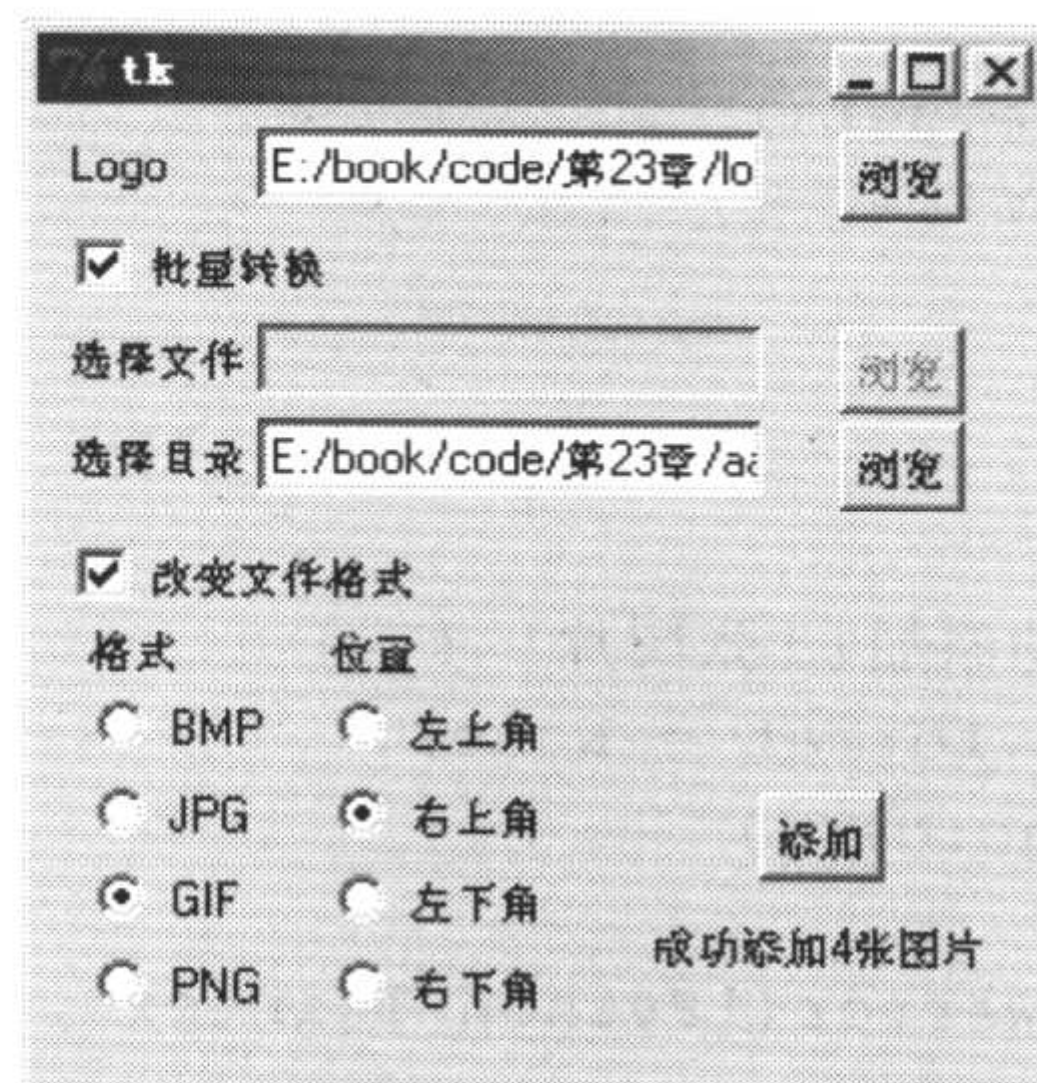 tk
Logo E:/book/code/第23章/lo 浏览
批量转换
选择文件 浏览
选择目录 E:/book/code/第23章/aa 浏览
改变文件格式
格式 位置
BMP 左上角
JPG 右上角 添加
GIF 左下角
成功添加4张图片
PNG 右下角